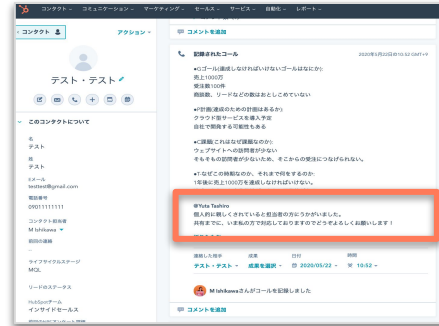 コンタクト
コミュニケーション
マーケティング
セールス
サービス
自動化
レポート
コンタクト
アクション
コメントを追加
テスト・テスト
このコンタクトについて
名
テスト
姓
テスト
Eメール
testtest@gmail.com
電話番号
09011111111
コンタクト担当者
M Ishikawa
前回の連絡
--
ライフサイクルステージ
MQL
リードのステータス
HubSpotチーム
インサイドセールス
記録されたコール
2020年5月22日の10:52 GMT+9
●Gゴール(達成しなければいけないゴールはなにか):
売上1000万
受注数100件
商談数、リードなどの数はおとしこめていない
●P計画(達成のための計画はあるか):
クラウド型サービスを導入予定
自社で開発する可能性もある
●C課題(これはなぜ課題なのか):
ウェブサイトへの訪問者が少ない
そもそもの訪問者が少ないため、そこからの受注につなげられない。
●T-なぜこの時期なのか、それまで何をするのか:
1年後に売上1000万を達成しなければいけない。
@Yuta Tashiro
個人的に親しくされていると担当者の方にうかがいました。
共有までに、いま私の方で対応しておりますのでどうぞよろしくお願いします！
連絡した相手
成果
日付
時間
テスト・テスト
成果を選択
2020/05/22
10:52
M Ishikawaさんがコールを記録しました
コメントを追加